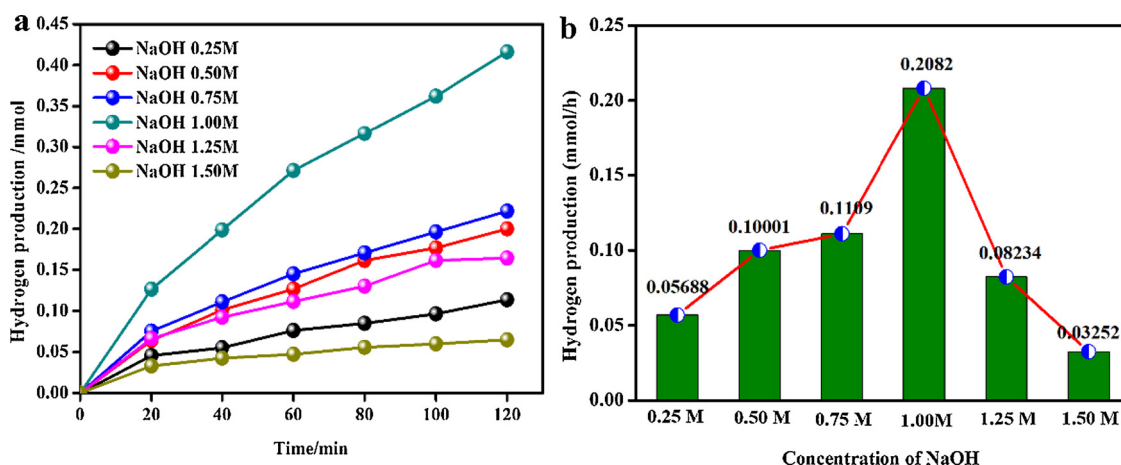 a
Hydrogen production /mmol
0.45
0.40
0.35
0.30
0.25
0.20
0.15
0.10
0.05
0.00
NaOH 0.25M
NaOH 0.50M
NaOH 0.75M
NaOH 1.00M
NaOH 1.25M
NaOH 1.50M
0 20 40 60 80 100 120
Time/min
b
Hydrogen production (mmol/h)
0.25
0.20
0.15
0.10
0.05
0.00
0.05688
0.10001
0.1109
0.2082
0.08234
0.03252
0.25 M 0.50 M 0.75 M 1.00M 1.25 M 1.50 M
Concentration of NaOH